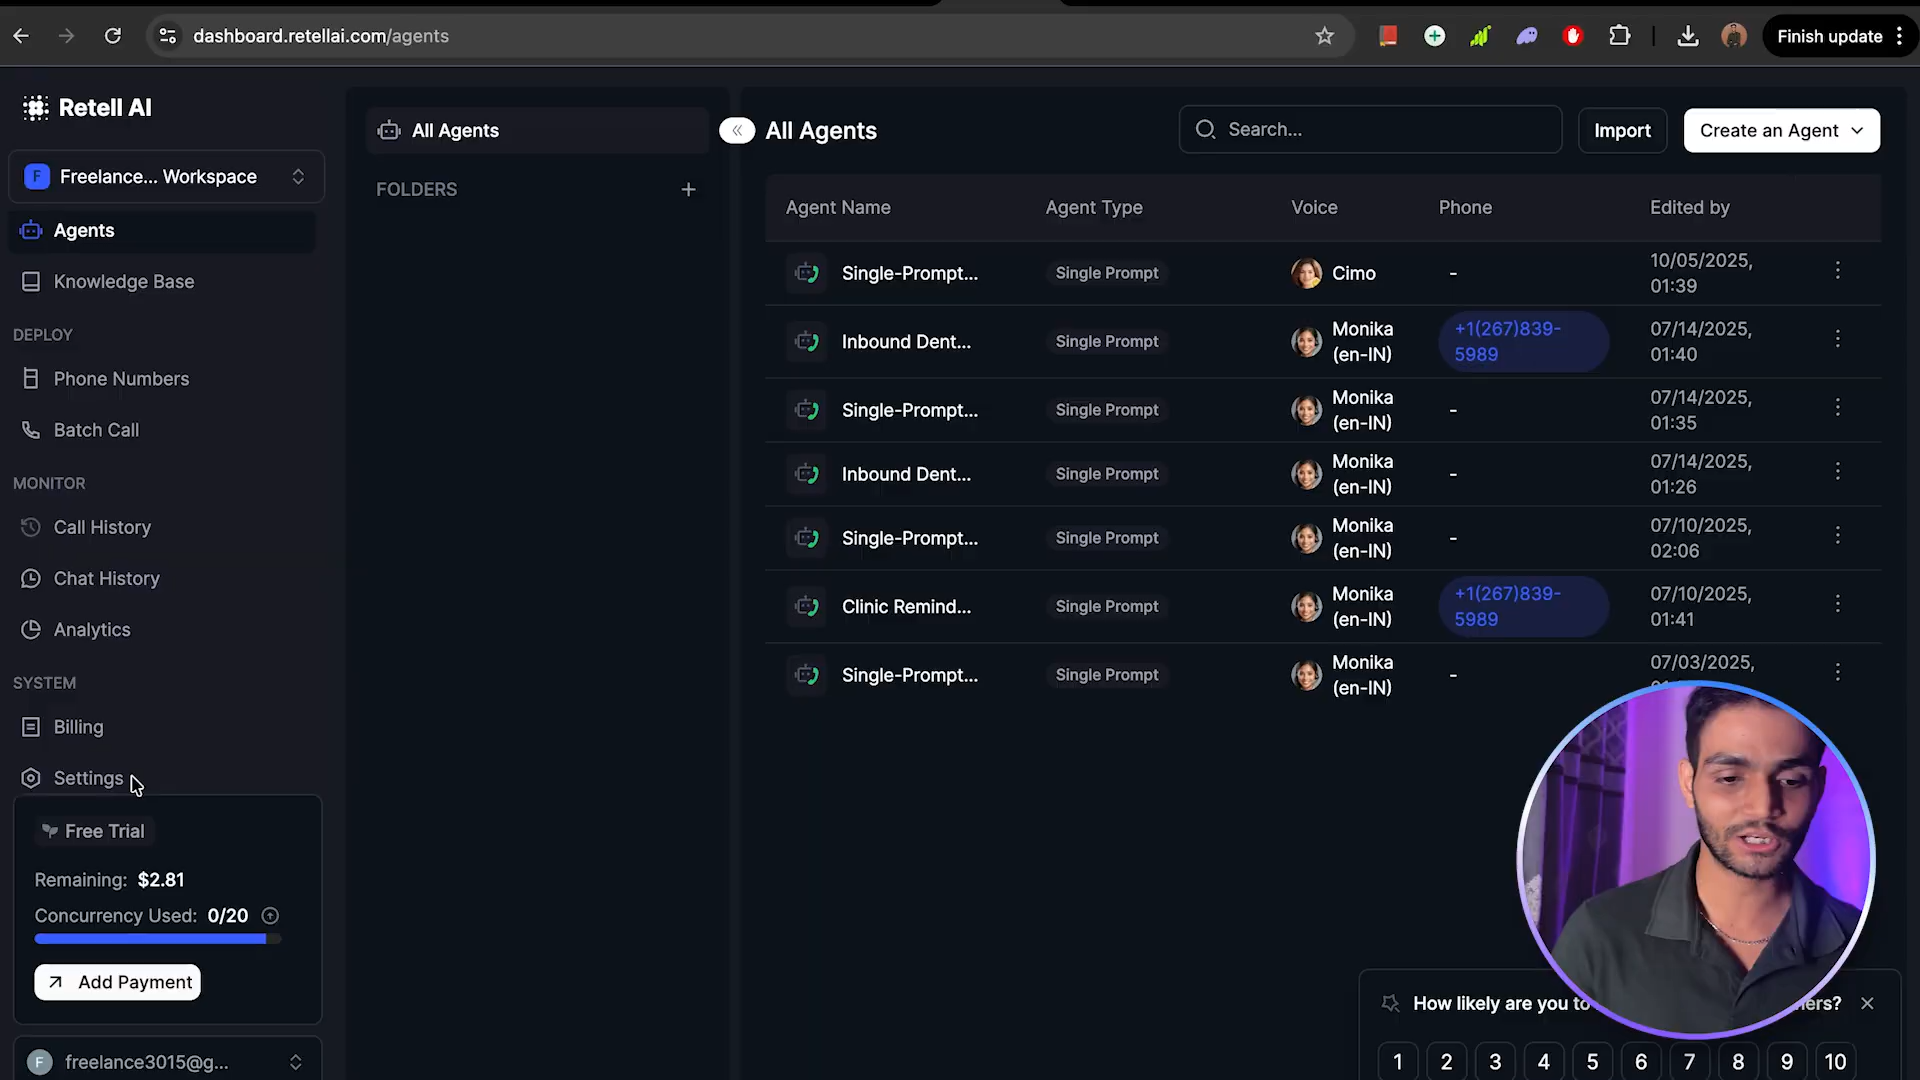 dashboard.retellai.com/agents
Finish update
Retell AI
F Freelance... Workspace
Agents
Knowledge Base
DEPLOY
Phone Numbers
Batch Call
MONITOR
Call History
Chat History
Analytics
SYSTEM
Billing
Settings
Free Trial
Remaining: $2.81
Concurrency Used: 0/20
Add Payment
F freelance3015@g...
All Agents
FOLDERS
All Agents
Search...
Import
Create an Agent
Agent Name Agent Type Voice Phone Edited by
Single-Prompt... Single Prompt Cimo - 10/05/2025,
01:39
Inbound Dent... Single Prompt Monika
(en-IN) +1(267)839-
5989 07/14/2025,
01:40
Single-Prompt... Single Prompt Monika
(en-IN) - 07/14/2025,
01:35
Inbound Dent... Single Prompt Monika
(en-IN) - 07/14/2025,
01:26
Single-Prompt... Single Prompt Monika
(en-IN) - 07/10/2025,
02:06
Clinic Remind... Single Prompt Monika
(en-IN) +1(267)839-
5989 07/10/2025,
01:41
Single-Prompt... Single Prompt Monika
(en-IN) - 07/03/2025,
How likely are you to
1 2 3 4 5 6 7 8 9 10